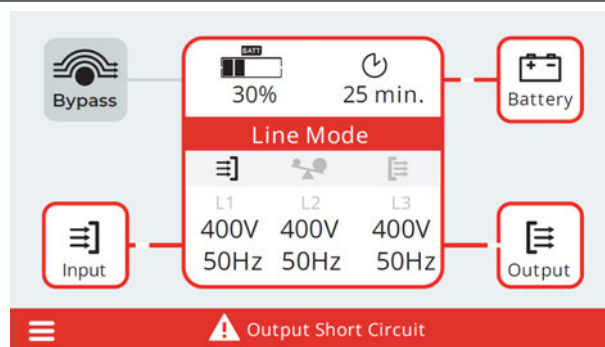 BATT
30% 25 min.
Bypass
Battery
Line Mode
L1 L2 L3
400V 400V 400V
50Hz 50Hz 50Hz
Input
Output
Output Short Circuit